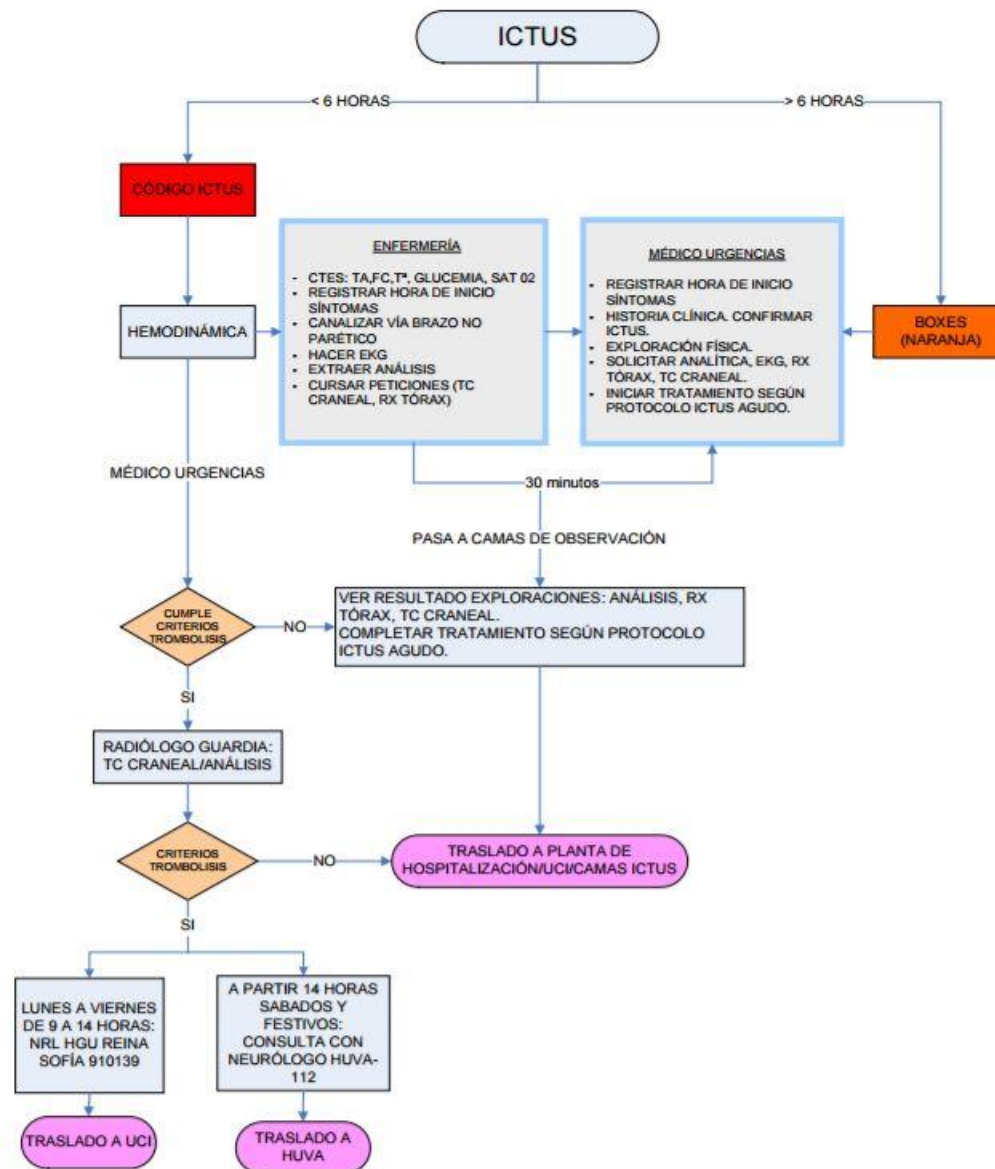 ICTUS
< 6 HORAS
> 6 HORAS
CÓDIGO ICTUS
HEMODINÁMICA
ENFERMERÍA
- CTES: TA,FC,Tª, GLUCEMIA, SAT 02
- REGISTRAR HORA DE INICIO
SÍNTOMAS
- CANALIZAR VÍA BRAZO NO
PARÉTICO
- HACER EKG
- EXTRAER ANÁLISIS
- CURSAR PETICIONES (TC
CRANEAL, RX TÓRAX)
MÉDICO URGENCIAS
- REGISTRAR HORA DE INICIO
SÍNTOMAS
- HISTORIA CLÍNICA. CONFIRMAR
ICTUS.
- EXPLORACIÓN FÍSICA.
- SOLICITAR ANALÍTICA, EKG, RX
TÓRAX, TC CRANEAL.
- INICIAR TRATAMIENTO SEGÚN
PROTOCOLO ICTUS AGUDO.
BOXES
(NARANJA)
MÉDICO URGENCIAS
30 minutos
PASA A CAMAS DE OBSERVACIÓN
CUMPLE
CRITERIOS
TROMBOLISIS
NO
VER RESULTADO EXPLORACIONES: ANÁLISIS, RX
TÓRAX, TC CRANEAL.
COMPLETAR TRATAMIENTO SEGÚN PROTOCOLO
ICTUS AGUDO.
SI
RADIÓLOGO GUARDIA:
TC CRANEAL/ANÁLISIS
CRITERIOS
TROMBOLISIS
NO
TRASLADO A PLANTA DE
HOSPITALIZACIÓN/UCI/CAMAS ICTUS
SI
LUNES A VIERNES
DE 9 A 14 HORAS:
NRL HGU REINA
SOFÍA 910139
A PARTIR 14 HORAS
SABADOS Y
FESTIVOS:
CONSULTA CON
NEURÓLOGO HUVA-
112
TRASLADO A UCI
TRASLADO A
HUVA